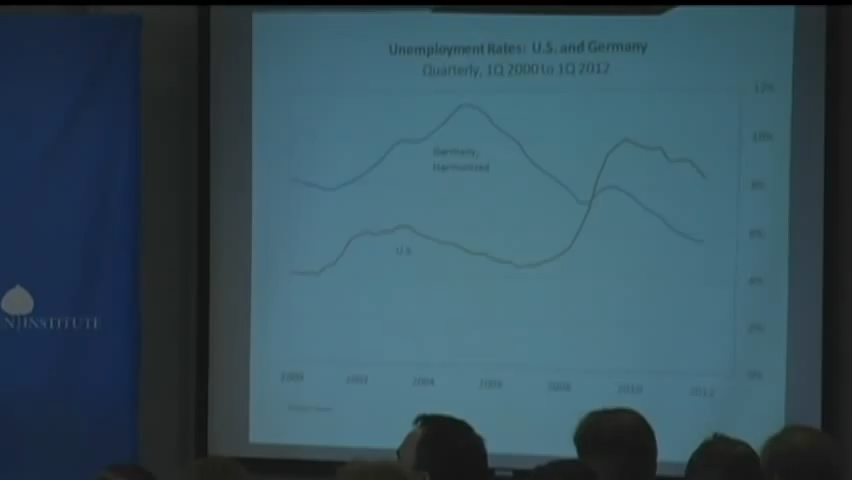 Unemployment Rates: U.S. and Germany
Quarterly, 1Q 2000 to 1Q 2012
12%
10%
8%
6%
4%
2%
0%
Germany,
Harmonized
U.S.
2000
2002
2004
2006
2008
2010
2012
INSTITUTE